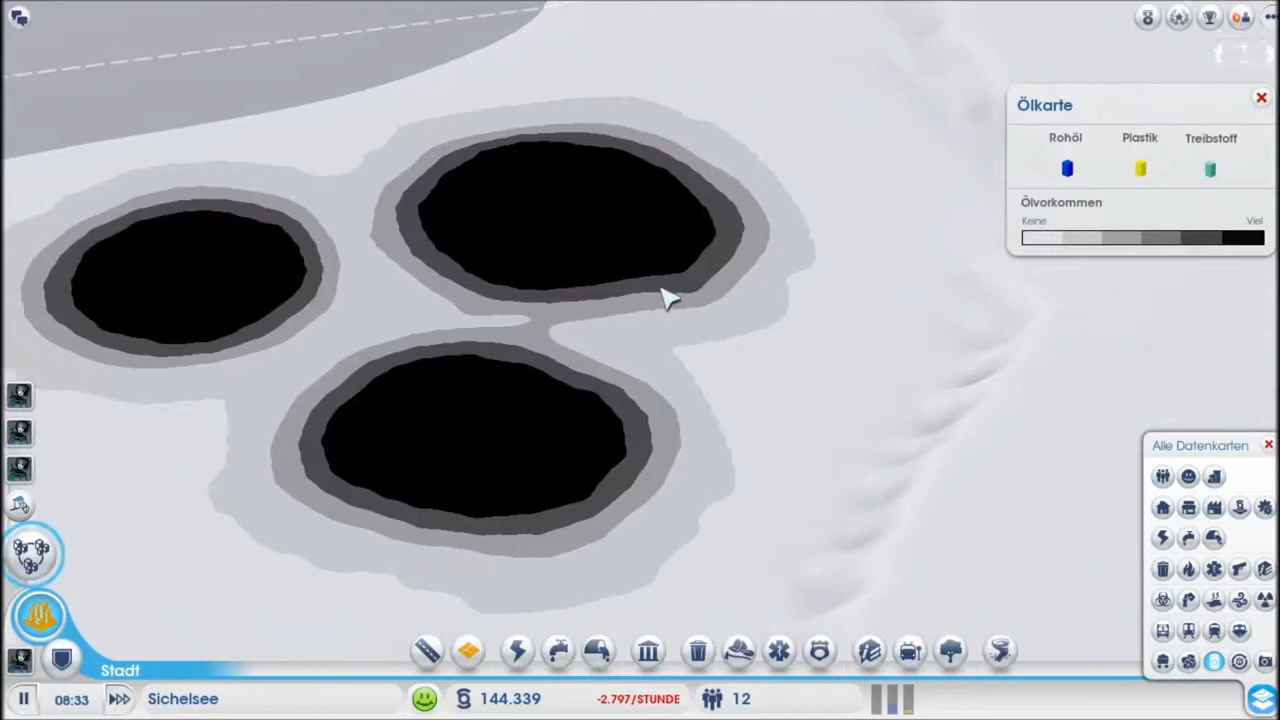 Ölkarte
Rohöl Plastik Treibstoff
Ölvorkommen
Keine Viel
Alle Datenkarten
Stadt
08:33 Sichelsee 144.339 -2.797/STUNDE 12